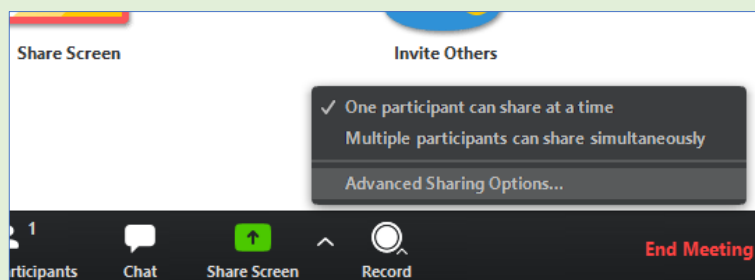 Share Screen
Invite Others
✓ One participant can share at a time
Multiple participants can share simultaneously
Advanced Sharing Options...
1
rticipants
Chat
Share Screen
Record
End Meeting